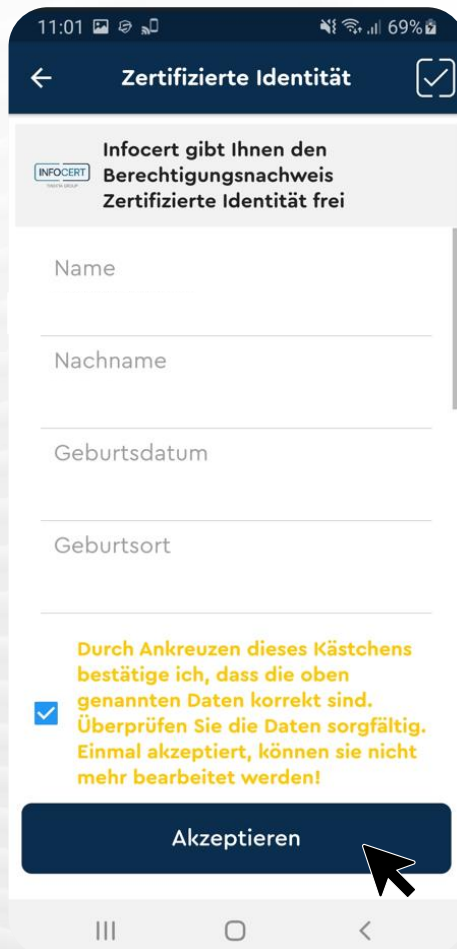 11:01 69%
Zertifizierte Identität
Infocert gibt Ihnen den
INFOCERT Berechtigungsnachweis
Zertifizierte Identität frei
Name
Nachname
Geburtsdatum
Geburtsort
Durch Ankreuzen dieses Kästchens
bestätige ich, dass die oben
genannten Daten korrekt sind.
Überprüfen Sie die Daten sorgfältig.
Einmal akzeptiert, können sie nicht
mehr bearbeitet werden!
Akzeptieren